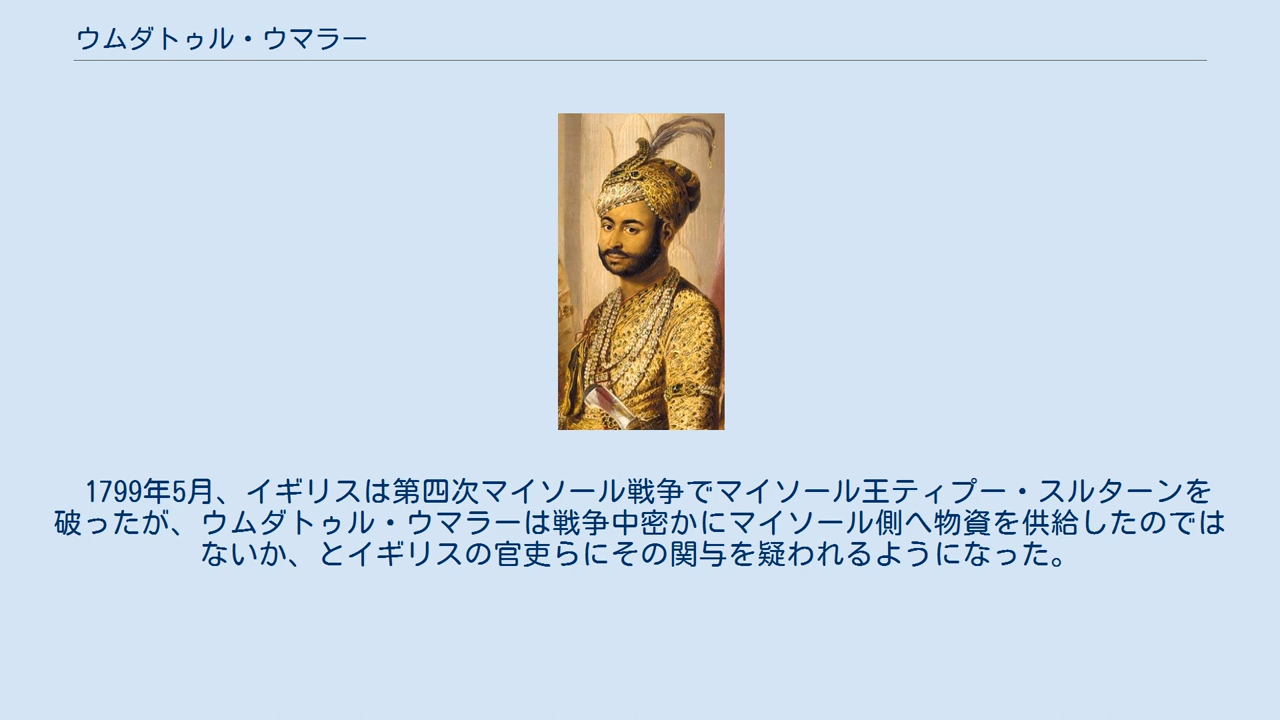 ウムダトゥル・ウマラー
1799年5月、イギリスは第四次マイソール戦争でマイソール王ティプー・スルターンを
破ったが、ウムダトゥル・ウマラーは戦争中密かにマイソール側へ物資を供給したのでは
ないか、とイギリスの官吏らにその関与を疑われるようになった。